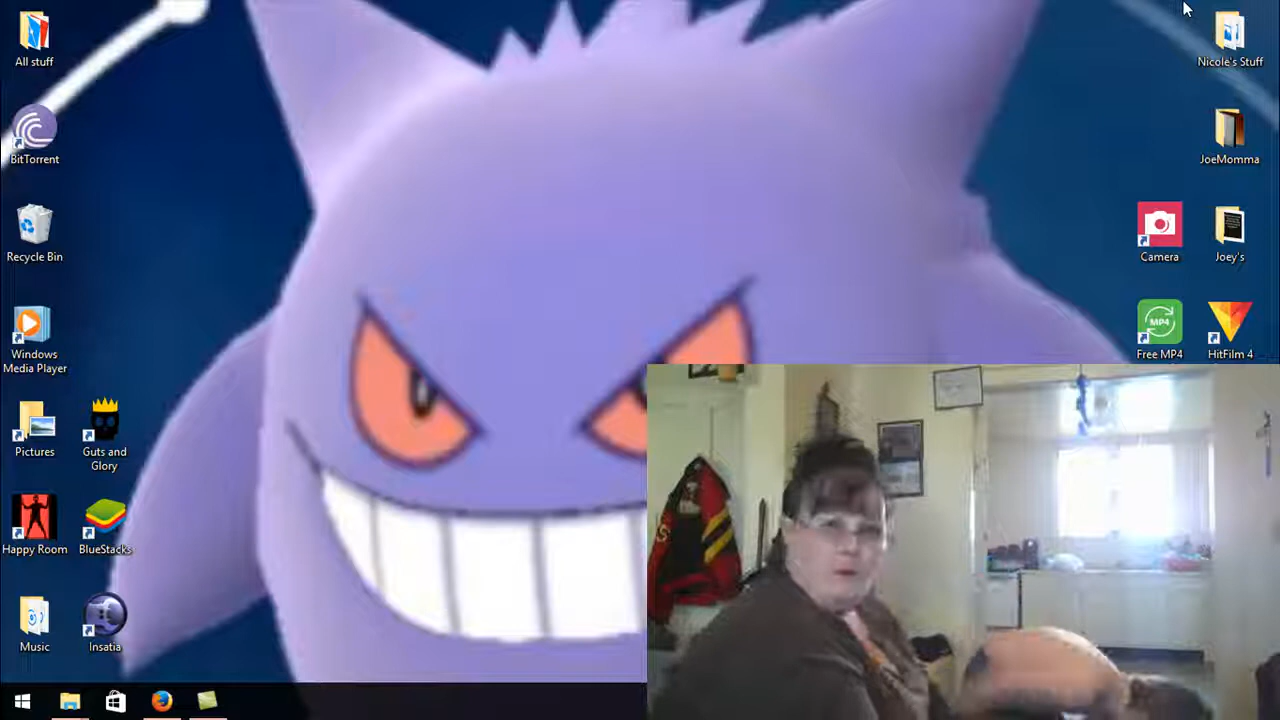 All stuff
BitTorrent
Recycle Bin
Windows
Media Player
Pictures
Guts and
Glory
Happy Room
BlueStacks
Music
Insatia
Nicole's Stuff
JoeMomma
Camera
Joey's
MP4
Free MP4
HitFilm 4